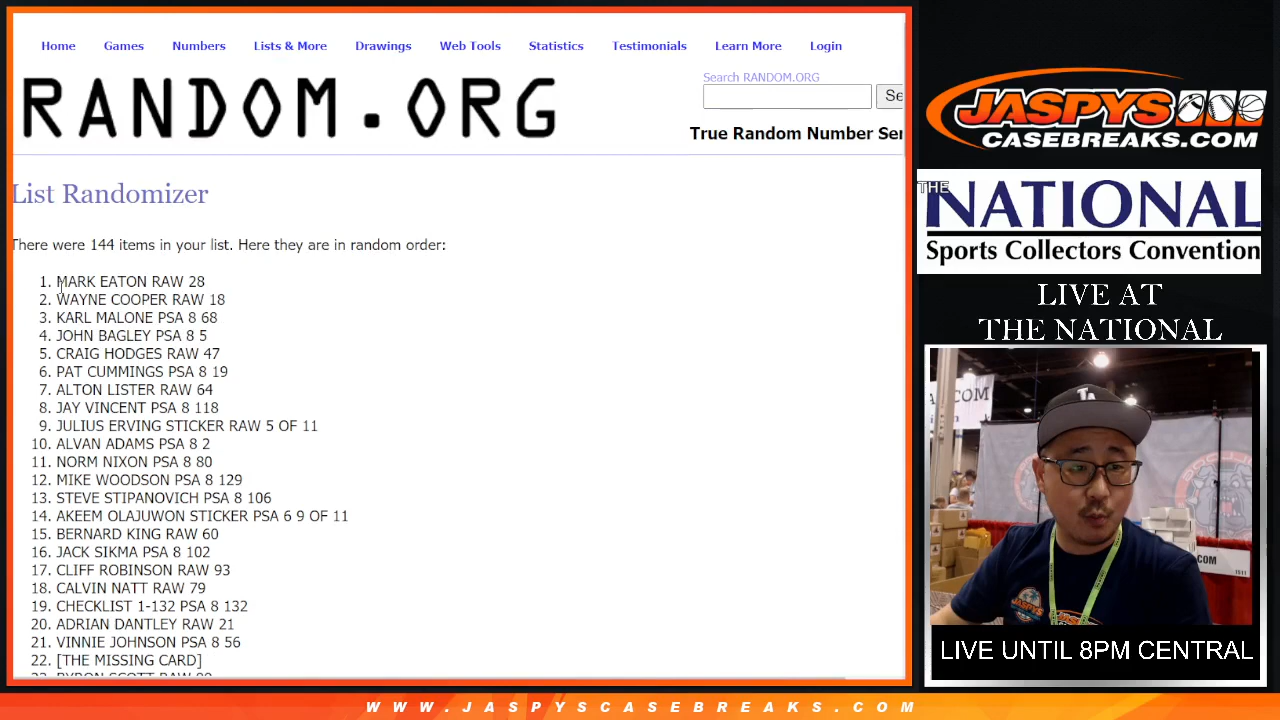 Home Games Numbers Lists & More Drawings Web Tools Statistics Testimonials Learn More Login
RANDOM.ORG
Search RANDOM.ORG
Se
True Random Number Ser
List Randomizer
There were 144 items in your list. Here they are in random order:
1. MARK EATON RAW 28
2. WAYNE COOPER RAW 18
3. KARL MALONE PSA 8 68
4. JOHN BAGLEY PSA 8 5
5. CRAIG HODGES RAW 47
6. PAT CUMMINGS PSA 8 19
7. ALTON LISTER RAW 64
8. JAY VINCENT PSA 8 118
9. JULIUS ERVING STICKER RAW 5 OF 11
10. ALVAN ADAMS PSA 8 2
11. NORM NIXON PSA 8 80
12. MIKE WOODSON PSA 8 129
13. STEVE STIPANOVICH PSA 8 106
14. AKEEM OLAJUWON STICKER PSA 6 9 OF 11
15. BERNARD KING RAW 60
16. JACK SIKMA PSA 8 102
17. CLIFF ROBINSON RAW 93
18. CALVIN NATT RAW 79
19. CHECKLIST 1-132 PSA 8 132
20. ADRIAN DANTLEY RAW 21
21. VINNIE JOHNSON PSA 8 56
22. [THE MISSING CARD]
JASPYS
CASEBREAKS.COM
THE
NATIONAL
Sports Collectors Convention
LIVE AT
THE NATIONAL
.COM
LIVE UNTIL 8PM CENTRAL
WWW.JASPYSCASEBREAKS.COM